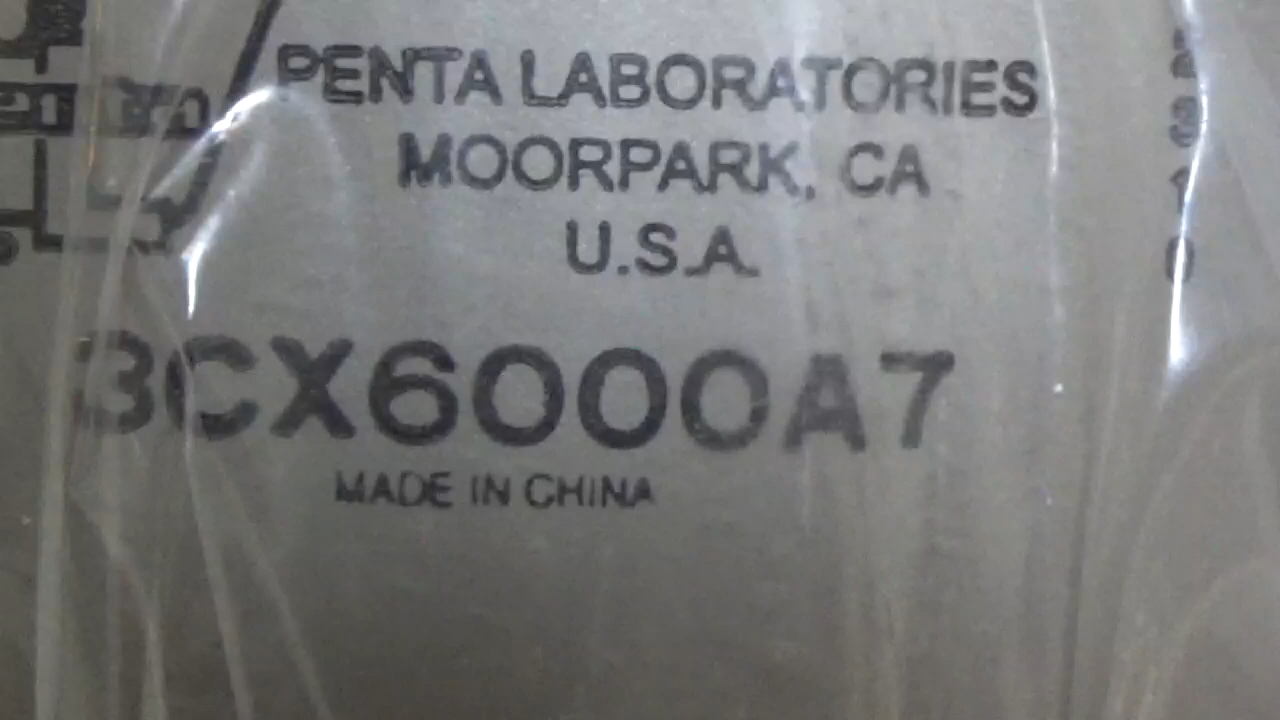 PENTA LABORATORIES
MOORPARK, CA
U.S.A.
3CX6000A7
MADE IN CHINA